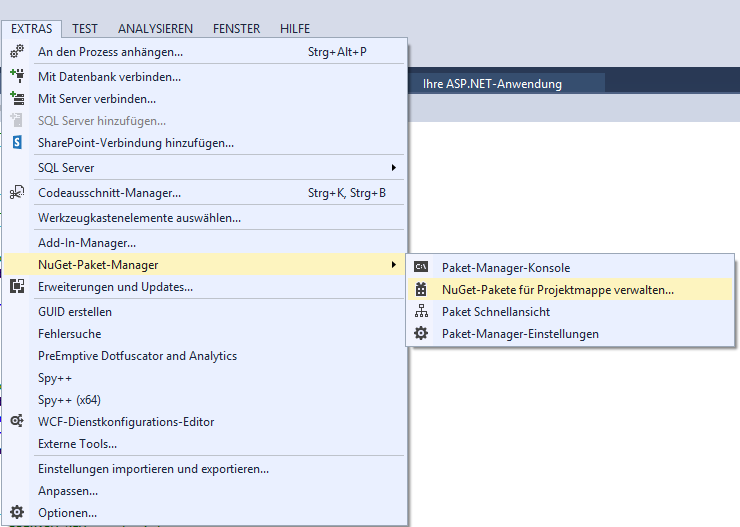 EXTRAS TEST ANALYSIEREN FENSTER HILFE
An den Prozess anhängen... Strg+Alt+P
Mit Datenbank verbinden...
Ihre ASP.NET-Anwendung
Mit Server verbinden...
SQL Server hinzufügen...
SharePoint-Verbindung hinzufügen...
SQL Server
Codeausschnitt-Manager... Strg+K, Strg+B
Werkzeugkastenelemente auswählen...
Add-In-Manager...
NuGet-Paket-Manager
Erweiterungen und Updates...
GUID erstellen
Fehlersuche
PreEmptive Dotfuscator and Analytics
Spy++
Spy++ (x64)
WCF-Dienstkonfigurations-Editor
Externe Tools...
Einstellungen importieren und exportieren...
Anpassen...
Optionen...
Paket-Manager-Konsole
NuGet-Pakete für Projektmappe verwalten...
Paket Schnellansicht
Paket-Manager-Einstellungen